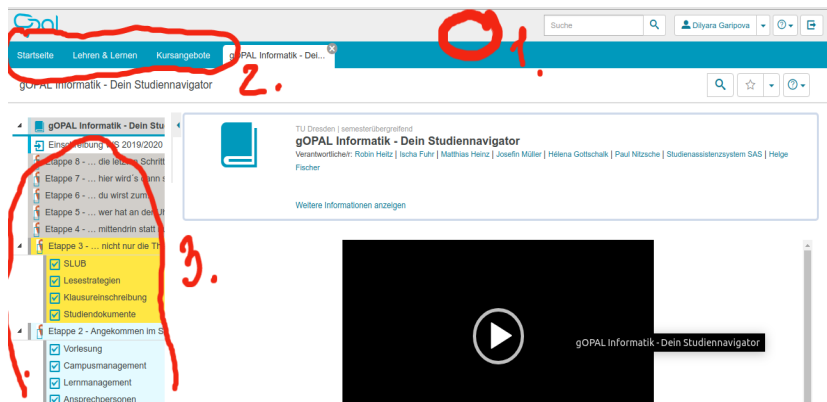 Opal
Suche
Dilyara Garipova
1.
Startseite Lehren & Lernen Kursangebote gOPAL Informatik - Dei...
2.
gOPAL Informatik - Dein Studiennavigator
gOPAL Informatik - Dein Stu
Einschreibung WS 2019/2020
Etappe 8 - ... die letzten Schritt
Etappe 7 - ... hier wird´s dann s
Etappe 6 - ... du wirst zum
Etappe 5 - ... wer hat an der Uh
Etappe 4 - ... mittendrin statt
Etappe 3 - ... nicht nur die Th
SLUB
Lesestrategien
Klausureinschreibung
Studiendokumente
Etappe 2 - Angekommen im S
Vorlesung
Campusmanagement
Lernmanagement
Ansprechpersonen
3.
TU Dresden | semesterübergreifend
gOPAL Informatik - Dein Studiennavigator
Verantwortliche/r: Robin Heitz | Ischa Fuhr | Matthias Heinz | Josefin Müller | Hélena Gottschalk | Paul Nitzsche | Studienassistenzsystem SAS | Helge
Fischer
Weitere Informationen anzeigen
gOPAL Informatik - Dein Studiennavigator